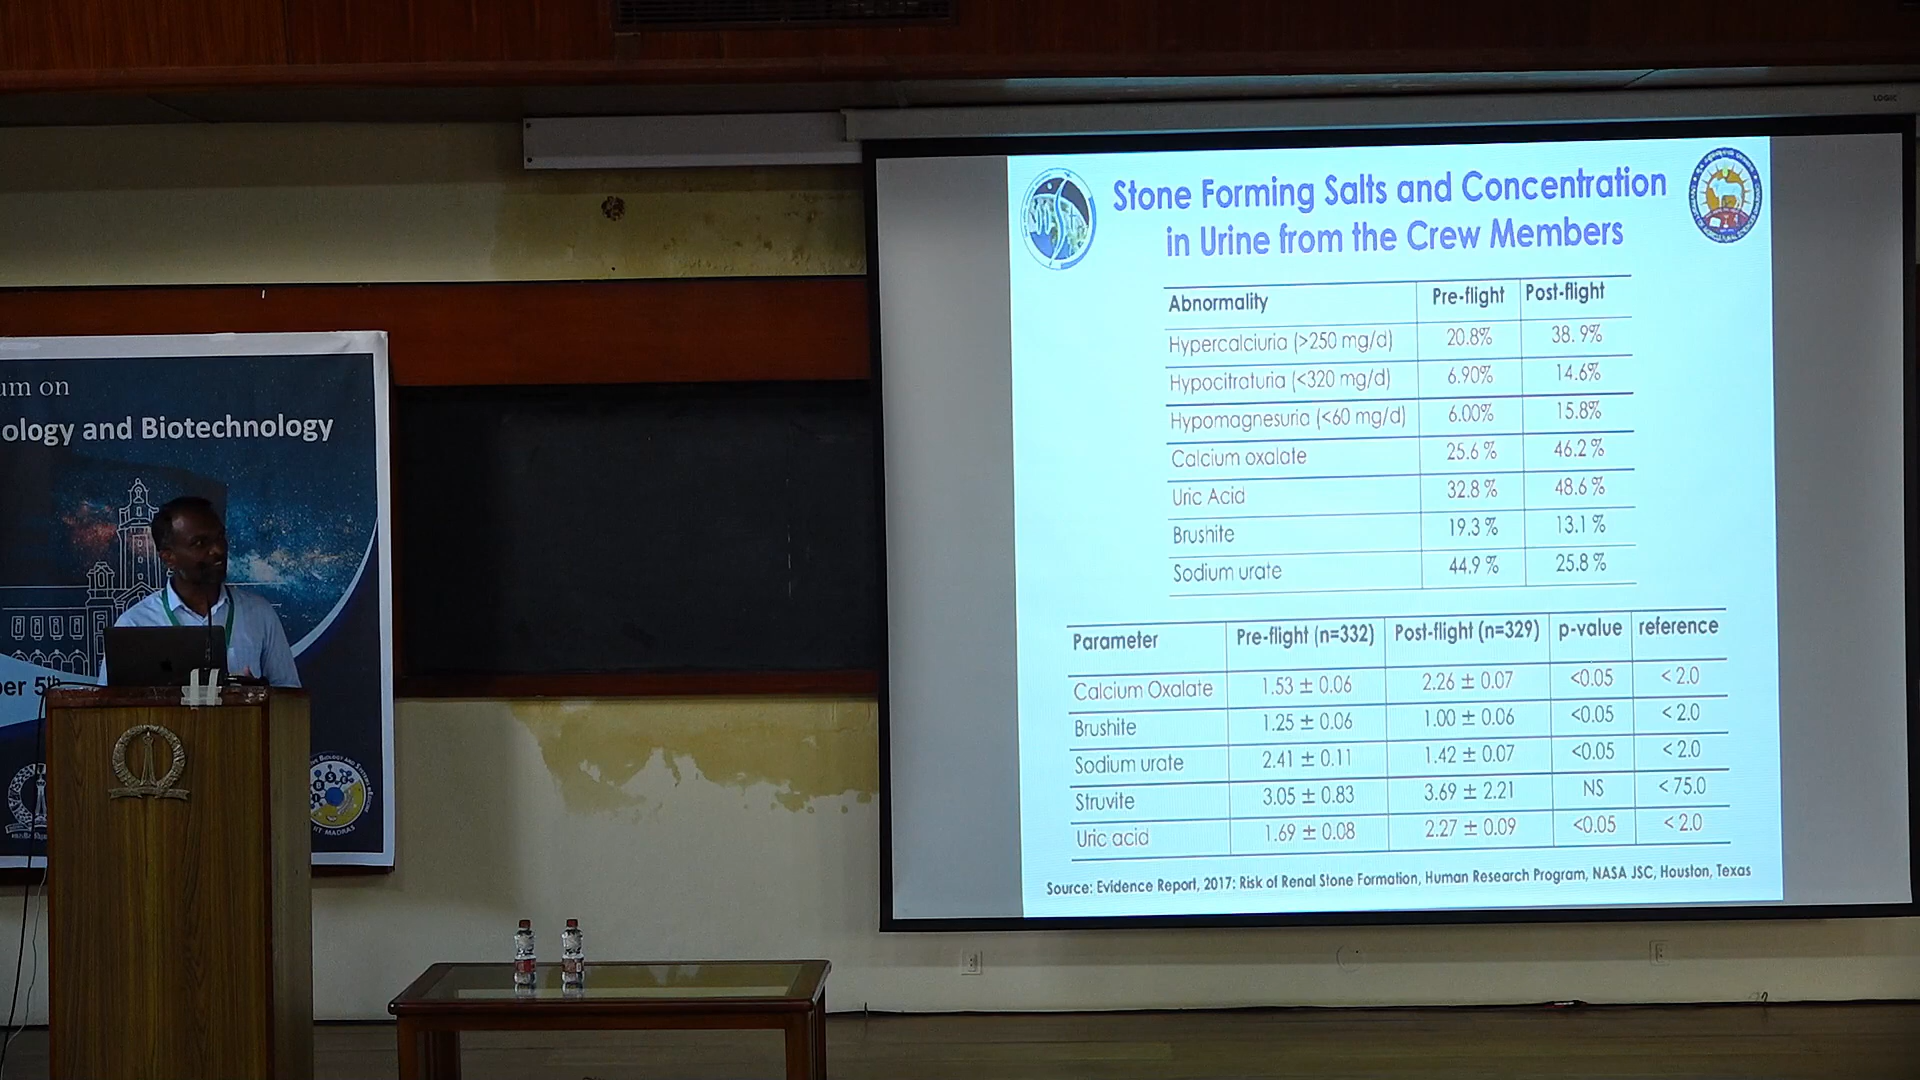 LOGIC
Stone Forming Salts and Concentration
in Urine from the Crew Members
Abnormality Pre-flight Post-flight
Hypercalciuria (>250 mg/d) 20.8% 38. 9%
Hypocitraturia (<320 mg/d) 6.90% 14.6%
Hypomagnesuria (<60 mg/d) 6.00% 15.8%
Calcium oxalate 25.6 % 46.2 %
Uric Acid 32.8 % 48.6 %
Brushite 19.3 % 13.1 %
Sodium urate 44.9 % 25.8 %
Parameter Pre-flight (n=332) Post-flight (n=329) p-value reference
Calcium Oxalate 1.53 ± 0.06 2.26 ± 0.07 <0.05 < 2.0
Brushite 1.25 ± 0.06 1.00 ± 0.06 <0.05 < 2.0
Sodium urate 2.41 ± 0.11 1.42 ± 0.07 <0.05 < 2.0
Struvite 3.05 ± 0.83 3.69 ± 2.21 NS < 75.0
Uric acid 1.69 ± 0.08 2.27 ± 0.09 <0.05 < 2.0
Source: Evidence Report, 2017: Risk of Renal Stone Formation, Human Research Program, NASA JSC, Houston, Texas
um on
ology and Biotechnology
er 5th
IIT MADRAS